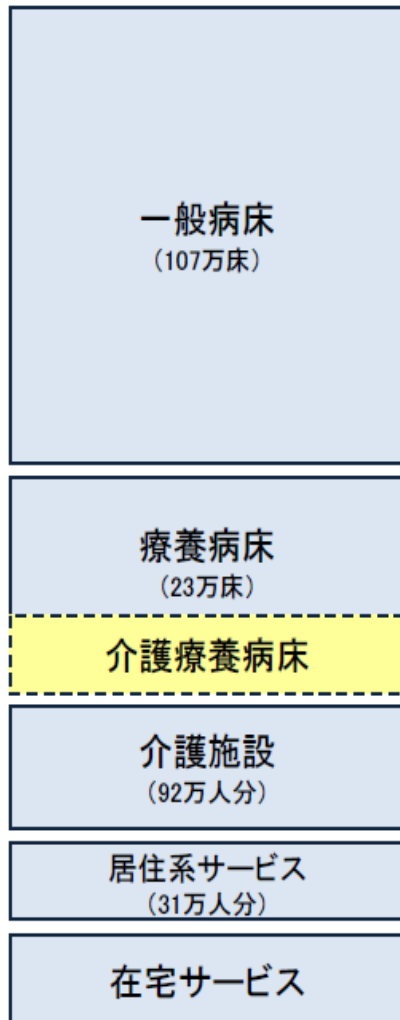 一般病床
（107万床）
療養病床
（23万床）
介護療養病床
介護施設
（92万人分）
居住系サービス
（31万人分）
在宅サービス